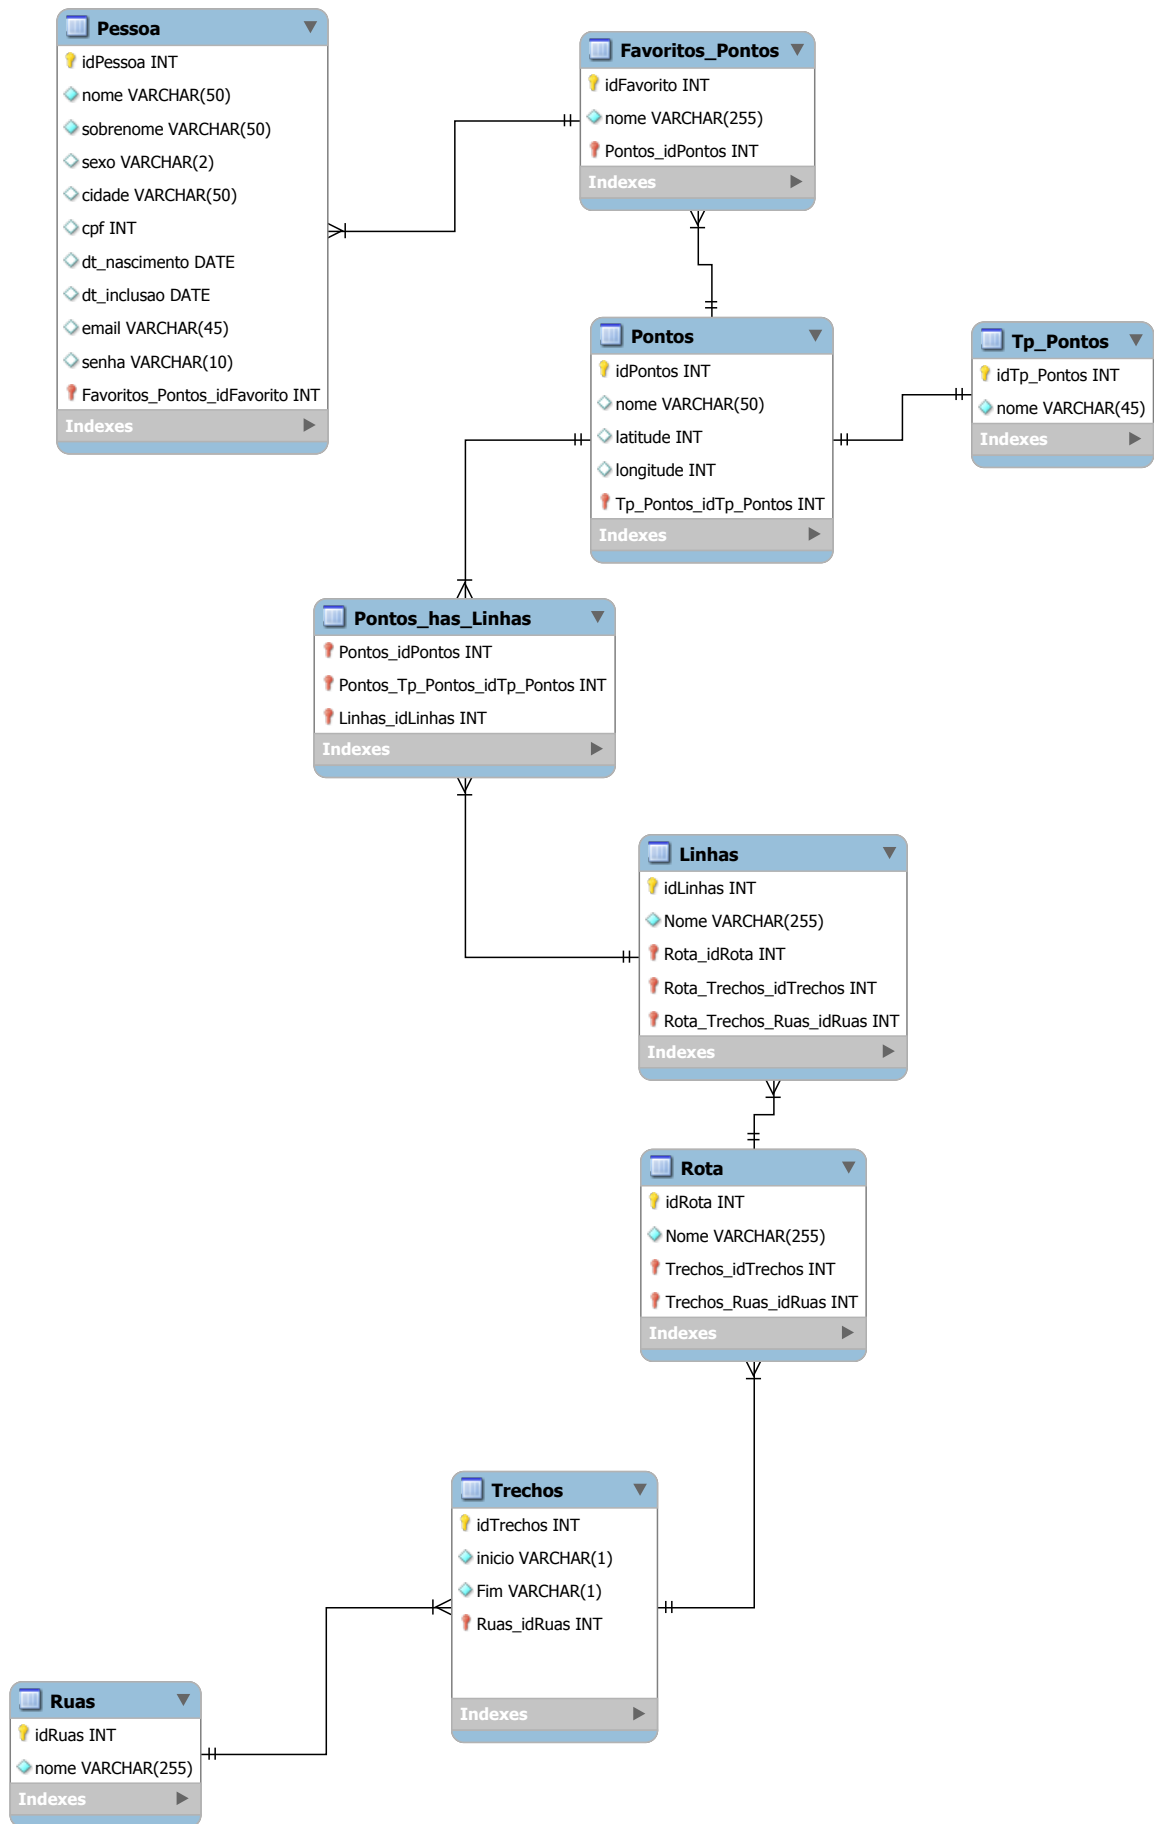 Pessoa
idPessoa INT
nome VARCHAR(50)
sobrenome VARCHAR(50)
sexo VARCHAR(2)
cidade VARCHAR(50)
cpf INT
dt_nascimento DATE
dt_inclusao DATE
email VARCHAR(45)
senha VARCHAR(10)
Favoritos_Pontos_idFavorito INT
Indexes
Favoritos_Pontos
idFavorito INT
nome VARCHAR(255)
Pontos_idPontos INT
Indexes
Pontos
idPontos INT
nome VARCHAR(50)
latitude INT
longitude INT
Tp_Pontos_idTp_Pontos INT
Indexes
Tp_Pontos
idTp_Pontos INT
nome VARCHAR(45)
Indexes
Pontos_has_Linhas
Pontos_idPontos INT
Pontos_Tp_Pontos_idTp_Pontos INT
Linhas_idLinhas INT
Indexes
Linhas
idLinhas INT
Nome VARCHAR(255)
Rota_idRota INT
Rota_Trechos_idTrechos INT
Rota_Trechos_Ruas_idRuas INT
Indexes
Rota
idRota INT
Nome VARCHAR(255)
Trechos_idTrechos INT
Trechos_Ruas_idRuas INT
Indexes
Trechos
idTrechos INT
inicio VARCHAR(1)
Fim VARCHAR(1)
Ruas_idRuas INT
Indexes
Ruas
idRuas INT
nome VARCHAR(255)
Indexes